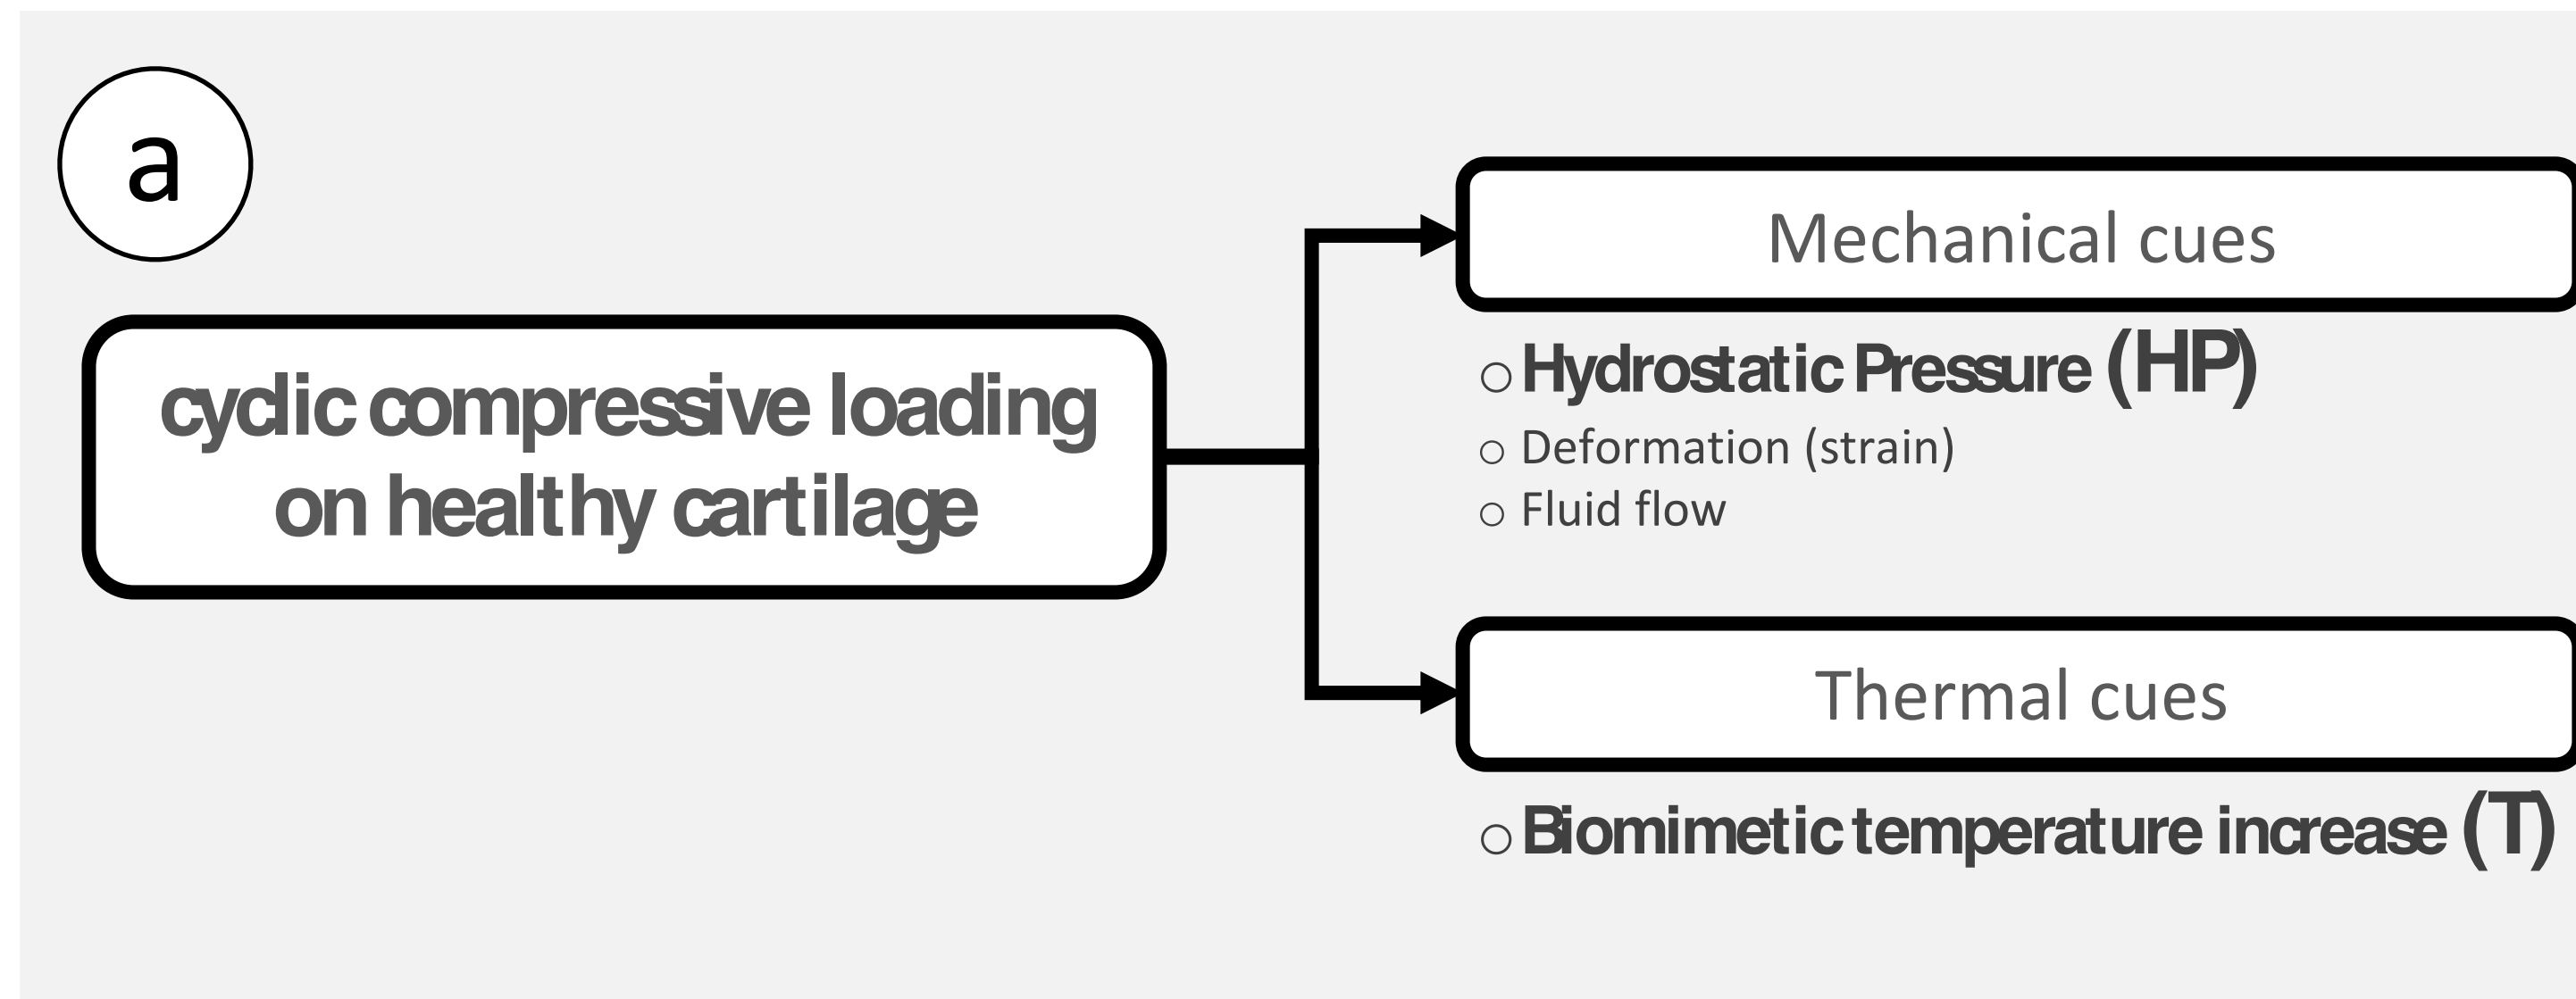 a
cyclic compressive loading
on healthy cartilage
Mechanical cues
○ Hydrostatic Pressure (HP)
○ Deformation (strain)
○ Fluid flow
Thermal cues
○ Biomimetic temperature increase (T)